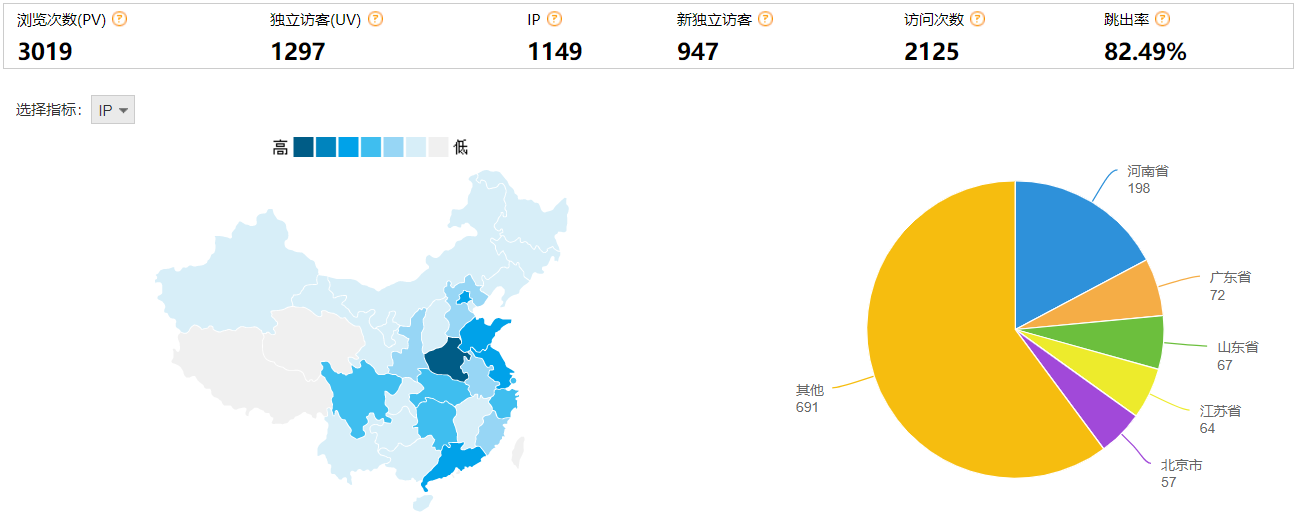 浏览次数(PV) ? 独立访客(UV) ? IP ? 新独立访客 ? 访问次数 ? 跳出率 ?
3019 1297 1149 947 2125 82.49%
选择指标： IP
高 低
河南省
198
广东省
72
山东省
67
其他
691
江苏省
64
北京市
57